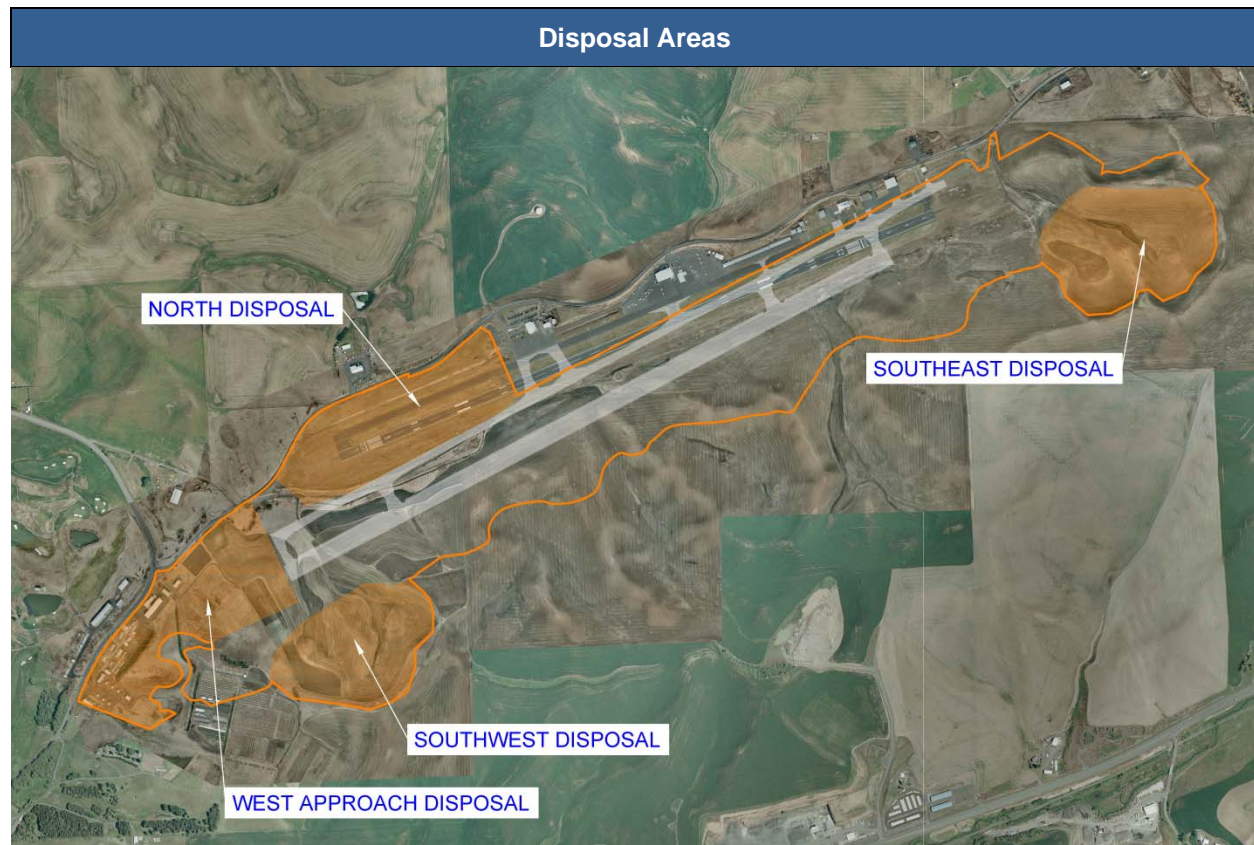 Disposal Areas
NORTH DISPOSAL
SOUTHEAST DISPOSAL
SOUTHWEST DISPOSAL
WEST APPROACH DISPOSAL